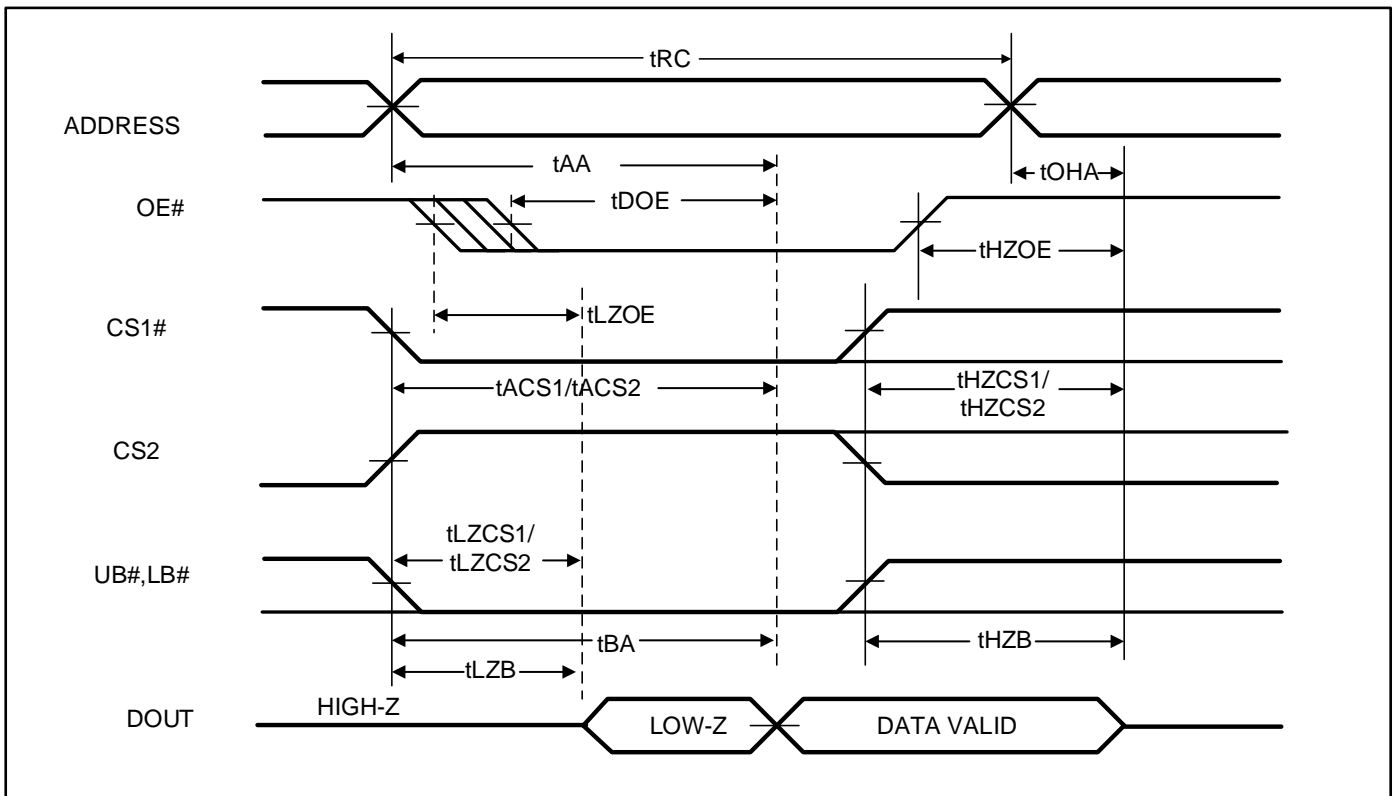 tRC
ADDRESS
tAA
tOHA
OE#
tDOE
tHZOE
tLZOE
CS1#
tACS1/tACS2
tHZCS1/
tHZCS2
CS2
tLZCS1/
tLZCS2
UB#,LB#
tBA
tHZB
tLZB
HIGH-Z
DOUT
LOW-Z
DATA VALID